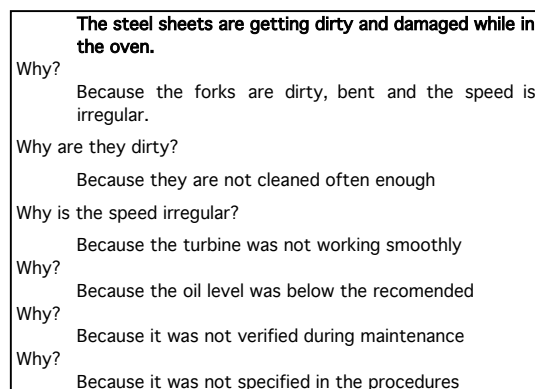 The steel sheets are getting dirty and damaged while in
the oven.
Why?
Because the forks are dirty, bent and the speed is
irregular.
Why are they dirty?
Because they are not cleaned often enough
Why is the speed irregular?
Because the turbine was not working smoothly
Why?
Because the oil level was below the recomended
Why?
Because it was not verified during maintenance
Why?
Because it was not specified in the procedures